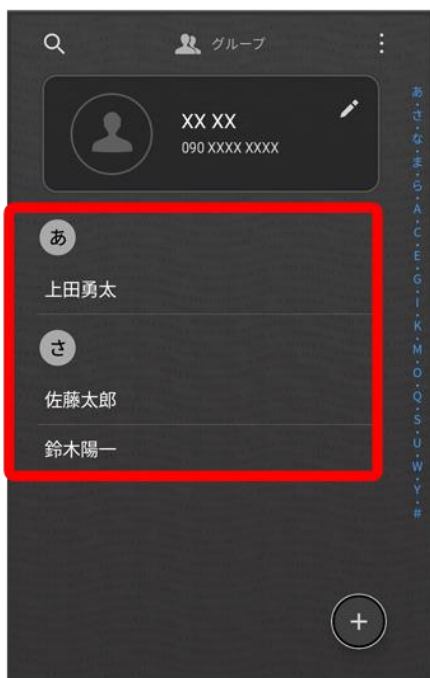 グループ
XX XX
090 XXXX XXXX
あ
上田勇太
さ
佐藤太郎
鈴木陽一
+
あ
・
さ
・
な
・
ま
・
ら
・
A
・
C
・
E
・
G
・
I
・
K
・
M
・
O
・
Q
・
S
・
U
・
W
・
Y
・
#